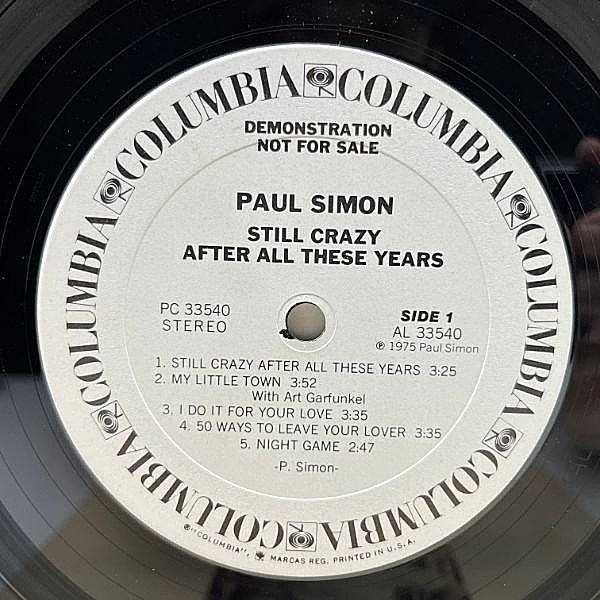 COLUMBIA COLUMBIA COLUMBIA COLUMBIA COLUMBIA COLUMBIA
DEMONSTRATION
NOT FOR SALE
PAUL SIMON
STILL CRAZY
AFTER ALL THESE YEARS
PC 33540
STEREO
SIDE 1
AL 33540
℗ 1975 Paul Simon
1. STILL CRAZY AFTER ALL THESE YEARS 3:25
2. MY LITTLE TOWN 3:52
With Art Garfunkel
3. I DO IT FOR YOUR LOVE 3:35
4. 50 WAYS TO LEAVE YOUR LOVER 3:35
5. NIGHT GAME 2:47
-P. Simon-
®"COLUMBIA", MARCAS REG. PRINTED IN U.S.A.